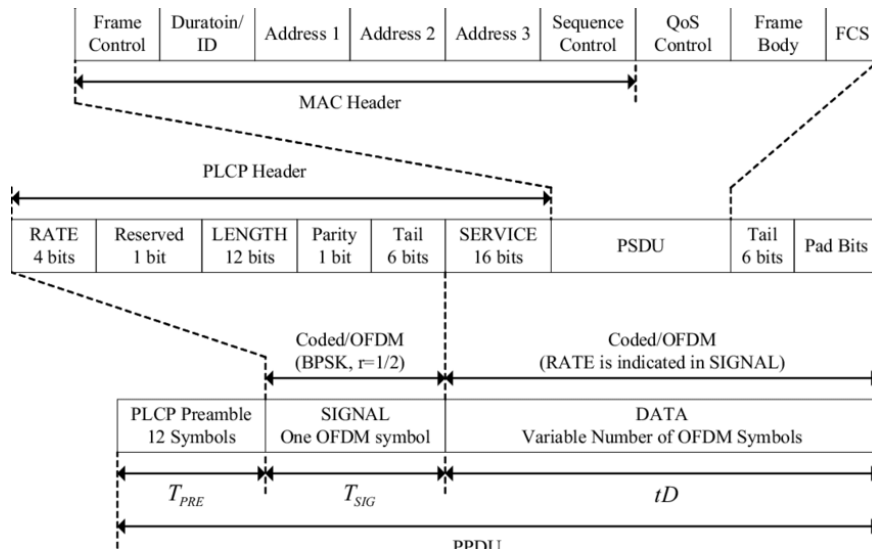 Frame Control
Duratoin/ ID
Address 1
Address 2
Address 3
Sequence Control
QoS Control
Frame Body
FCS
MAC Header
PLCP Header
RATE
4 bits
Reserved
1 bit
LENGTH
12 bits
Parity
1 bit
Tail
6 bits
SERVICE
16 bits
PSDU
Tail
6 bits
Pad Bits
Coded/OFDM
(BPSK, r=1/2)
Coded/OFDM
(RATE is indicated in SIGNAL)
PLCP Preamble
12 Symbols
SIGNAL
One OFDM symbol
DATA
Variable Number of OFDM Symbols
T_PRE
T_SIG
tD
PPDU